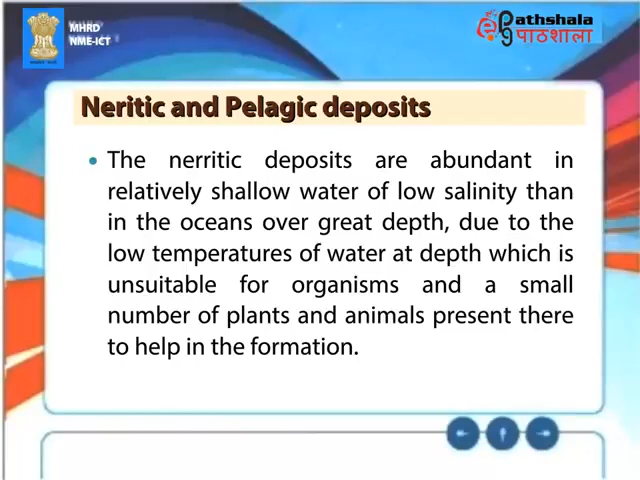 MHRD
NME-ICT
ePathshala
पाठशाला
Neritic and Pelagic deposits
• The nerritic deposits are abundant in
relatively shallow water of low salinity than
in the oceans over great depth, due to the
low temperatures of water at depth which is
unsuitable for organisms and a small
number of plants and animals present there
to help in the formation.